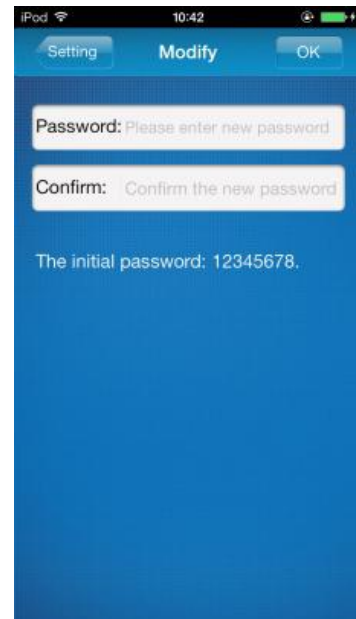 iPod 10:42
Setting Modify OK
Password: Please enter new password
Confirm: Confirm the new password
The initial password: 12345678.